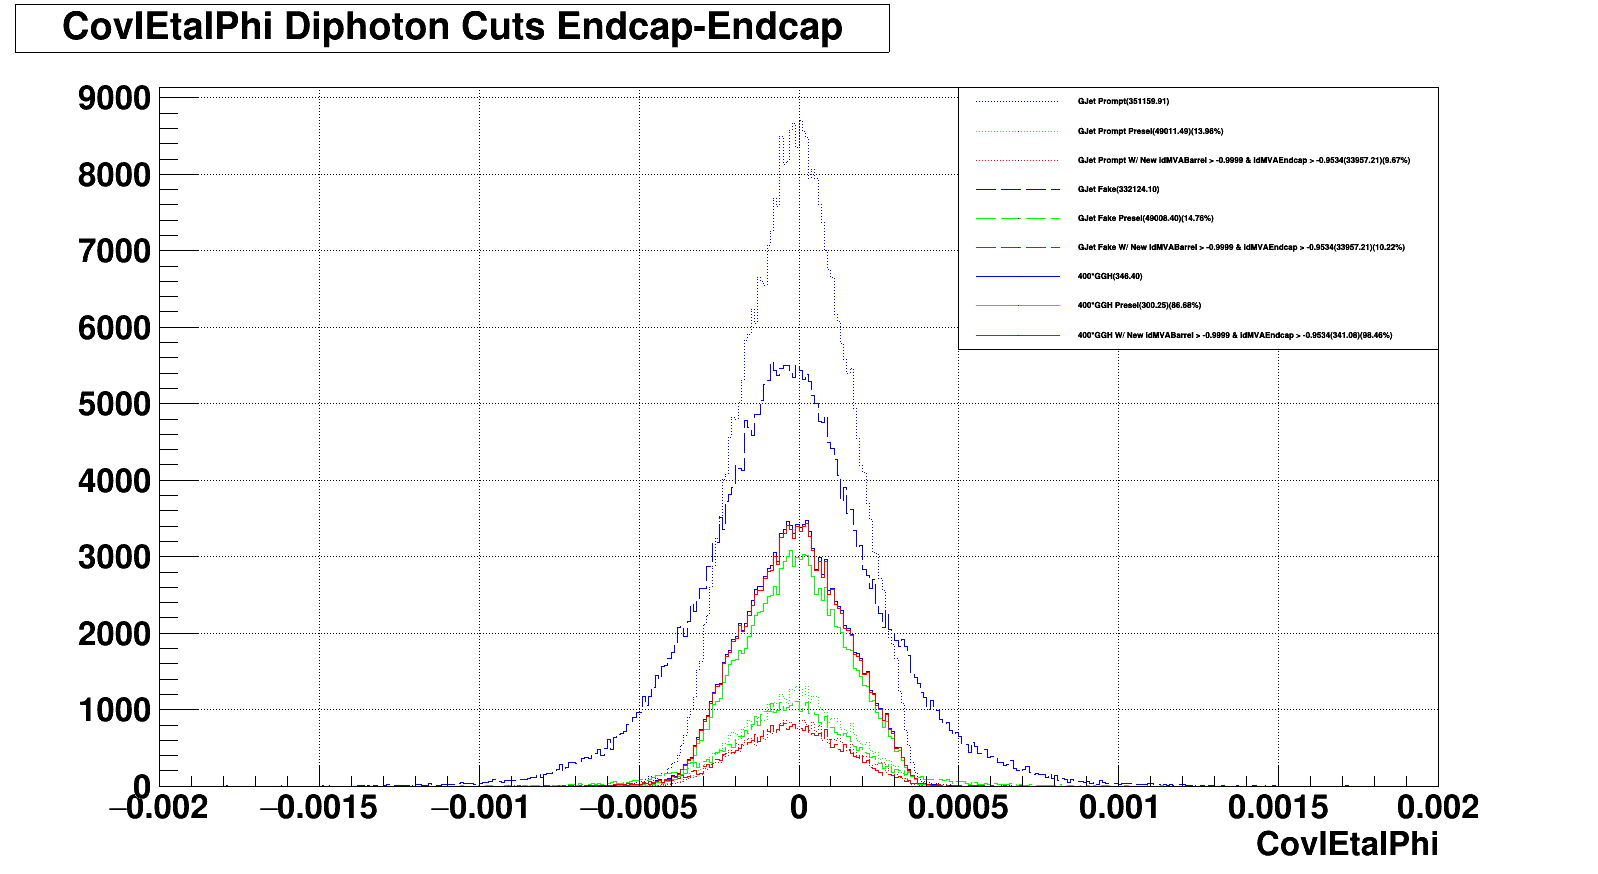 CovIEtaIPhi Diphoton Cuts Endcap-Endcap
9000
8000
7000
6000
5000
4000
3000
2000
1000
0
GJet Prompt(351159.91)
GJet Prompt Presel(49011.49)(13.96%)
GJet Prompt W/ New IdMVABarrel > -0.9999 & IdMVAEndcap > -0.9534(33957.21)(9.67%)
GJet Fake(332124.10)
GJet Fake Presel(49008.40)(14.76%)
GJet Fake W/ New IdMVABarrel > -0.9999 & IdMVAEndcap > -0.9534(33957.21)(10.22%)
400*GGH(346.40)
400*GGH Presel(300.25)(86.68%)
400*GGH W/ New IdMVABarrel > -0.9999 & IdMVAEndcap > -0.9534(341.08)(98.46%)
−0.002 −0.0015 −0.001 −0.0005 0 0.0005 0.001 0.0015 0.002
CovIEtaIPhi